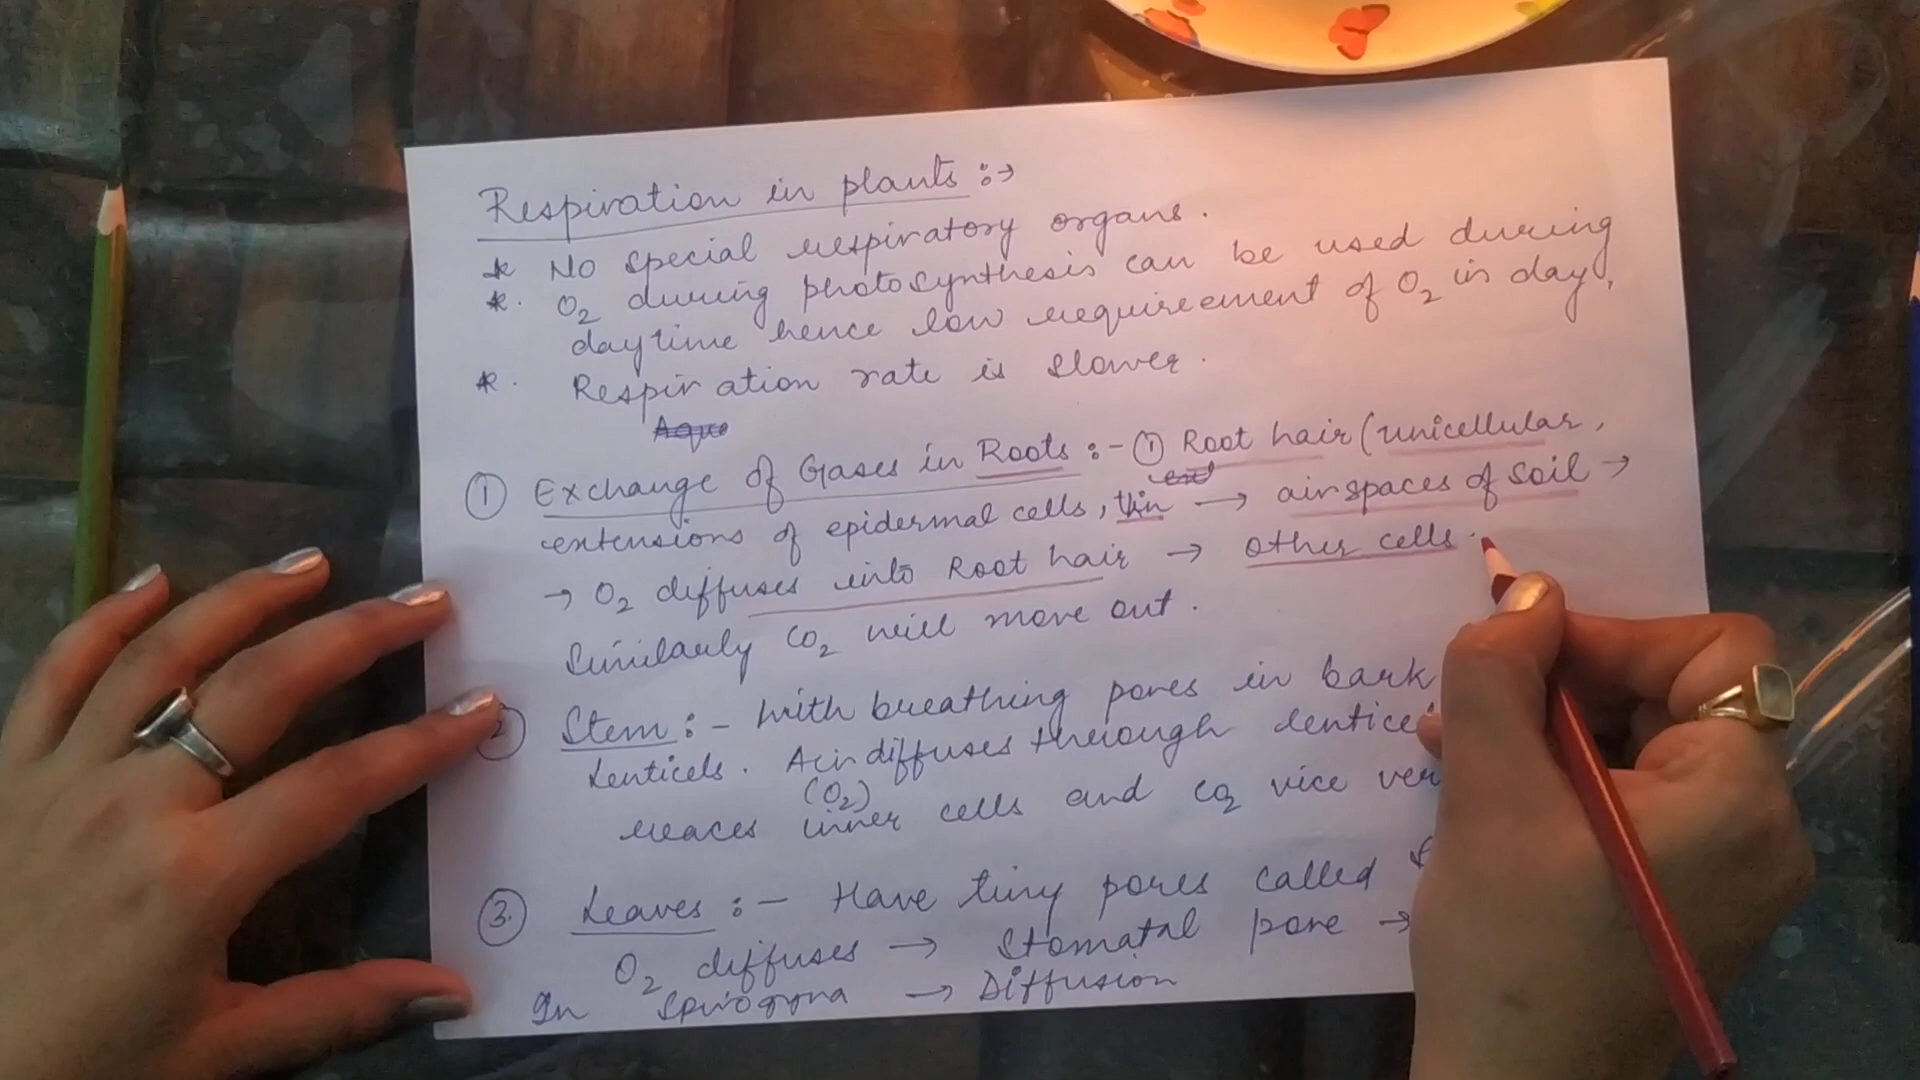 Respiration in plants :→
* No special respiratory organs.
*. O2 during photosynthesis can be used during
daytime hence low requirement of O2 in day.
*. Respiration rate is slower.
① Exchange of Gases in Roots :- ① Root hair (unicellular,
extensions of epidermal cells, thin → airspaces of soil →
→ O2 diffuses into Root hair → other cells.
Similarly CO2 will move out.
② Stem :- With breathing pores in bark
Lenticels. Air diffuses through
(O2)
reaces inner cells and CO2 vice
③. Leaves :- Have tiny pores called
O2 diffuses → Stomatal pore →
In Spirogyra → Diffusion